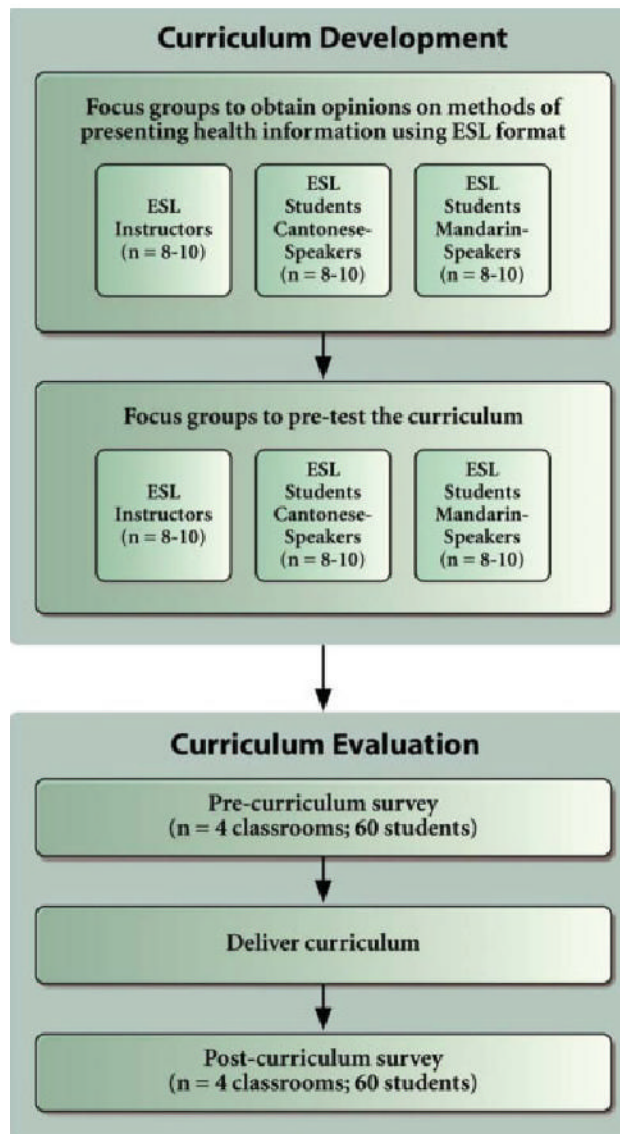 Curriculum Development
Focus groups to obtain opinions on methods of
presenting health information using ESL format
ESL
Instructors
(n = 8-10)
ESL
Students
Cantonese-
Speakers
(n = 8-10)
ESL
Students
Mandarin-
Speakers
(n = 8-10)
Focus groups to pre-test the curriculum
ESL
Instructors
(n = 8-10)
ESL
Students
Cantonese-
Speakers
(n = 8-10)
ESL
Students
Mandarin-
Speakers
(n = 8-10)
Curriculum Evaluation
Pre-curriculum survey
(n = 4 classrooms; 60 students)
Deliver curriculum
Post-curriculum survey
(n = 4 classrooms; 60 students)